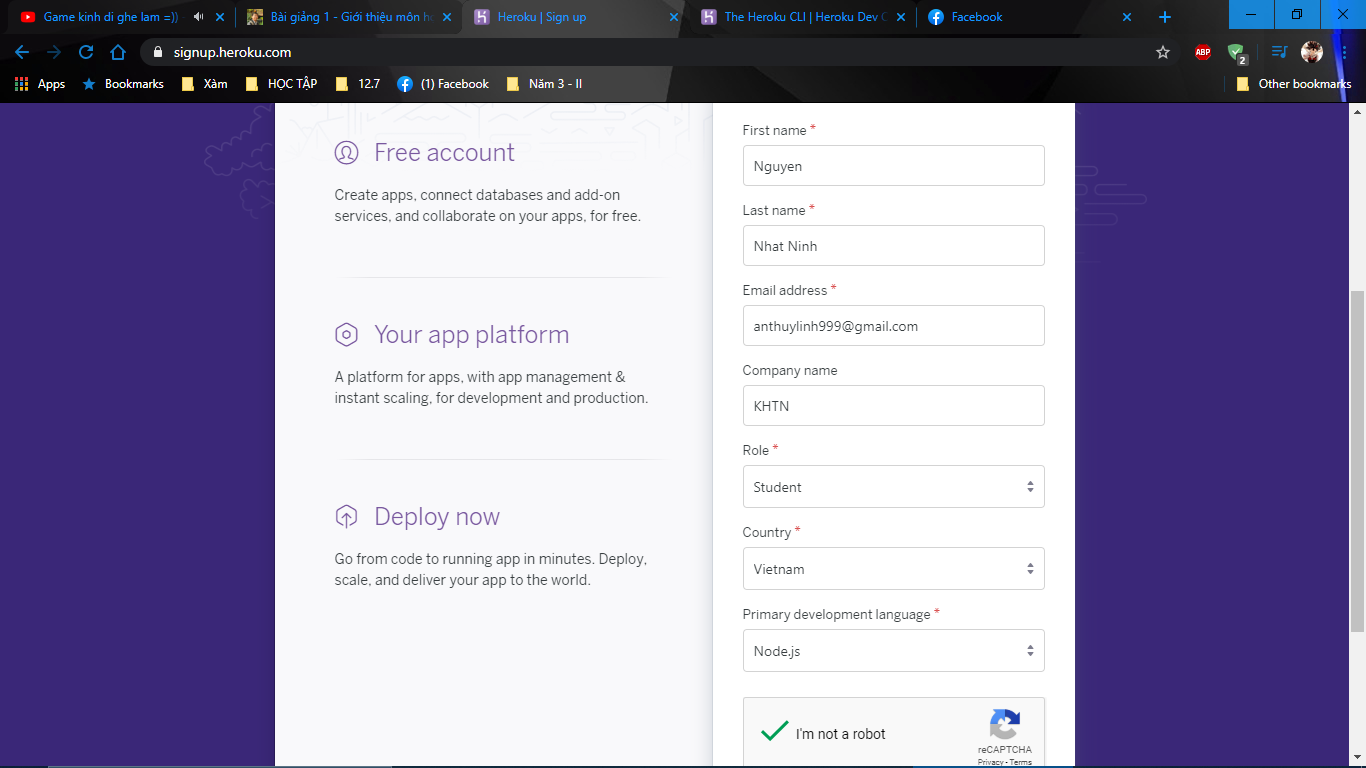 Game kinh di ghe lam =))
Bài giảng 1 - Giới thiệu môn h
Heroku | Sign up
The Heroku CLI | Heroku Dev C
Facebook
signup.heroku.com
ABP
2
Apps
Bookmarks
Xàm
HỌC TẬP
12.7
(1) Facebook
Năm 3 - II
Other bookmarks
Free account
Create apps, connect databases and add-on
services, and collaborate on your apps, for free.
Your app platform
A platform for apps, with app management &
instant scaling, for development and production.
Deploy now
Go from code to running app in minutes. Deploy,
scale, and deliver your app to the world.
First name *
Nguyen
Last name *
Nhat Ninh
Email address *
anthuylinh999@gmail.com
Company name
KHTN
Role *
Student
Country *
Vietnam
Primary development language *
Node.js
I'm not a robot
reCAPTCHA
Privacy - Terms